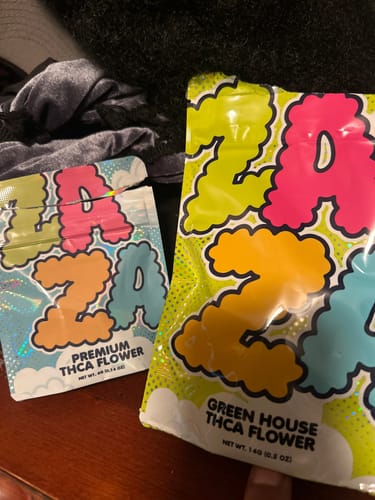 ZA
ZA
PREMIUM
THCA FLOWER
ZA
ZA
GREEN HOUSE
THCA FLOWER
NET WT. 14G (0.5 OZ)